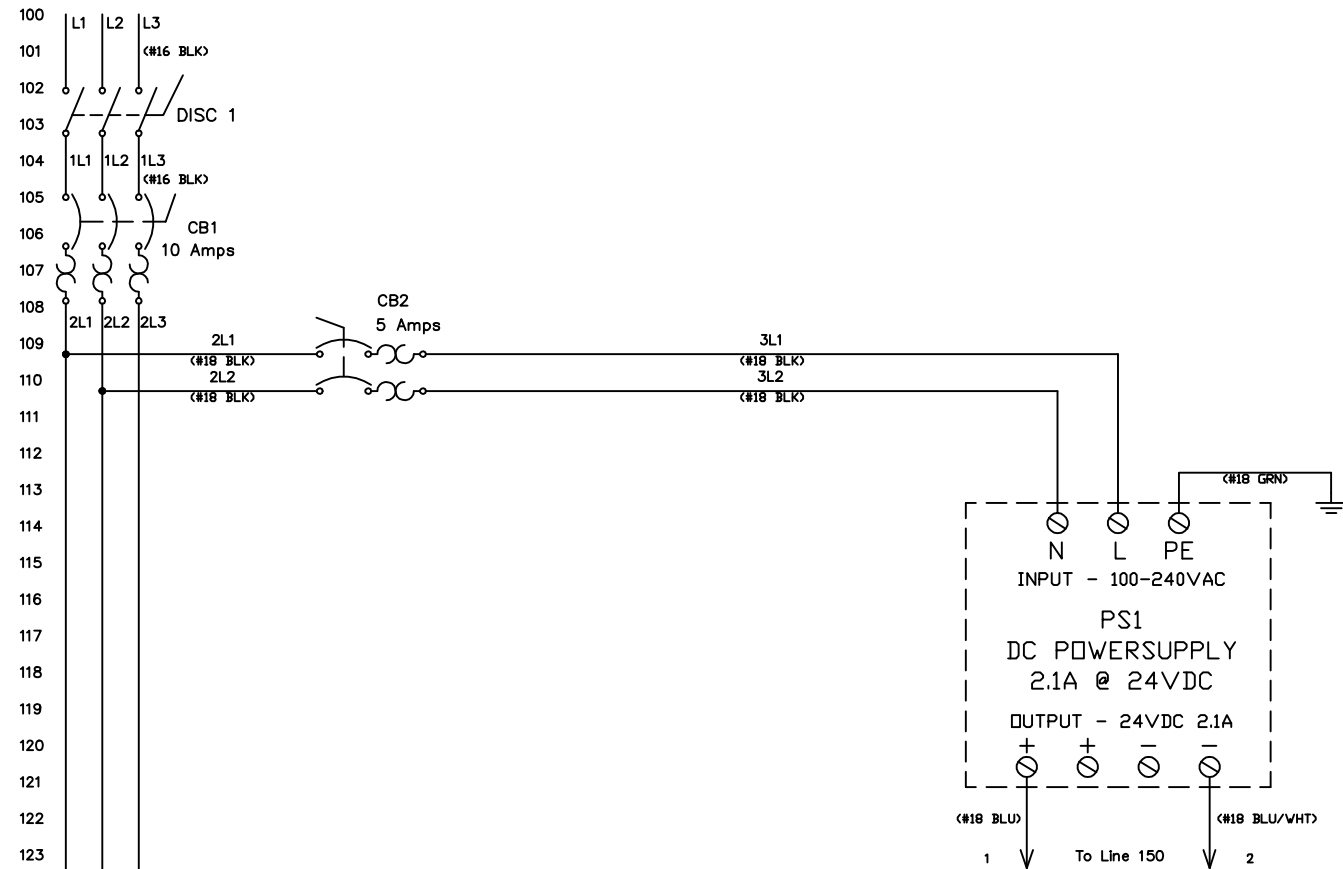 100 L1 L2 L3
101 (#16 BLK)
102
103 DISC 1
104 1L1 1L2 1L3
(#16 BLK)
105
106 CB1
10 Amps
107
108 CB2
2L1 2L2 2L3 5 Amps
109 2L1 3L1
(#18 BLK) (#18 BLK)
110 2L2 3L2
(#18 BLK) (#18 BLK)
111
112
113 (#18 GRN)
114
N L PE
115
INPUT - 100-240VAC
116
PS1
117
DC POWERSUPPLY
118
2.1A @ 24VDC
119
OUTPUT - 24VDC 2.1A
120 + + - -
121
122 (#18 BLU) (#18 BLU/WHT)
123 1 To Line 150 2